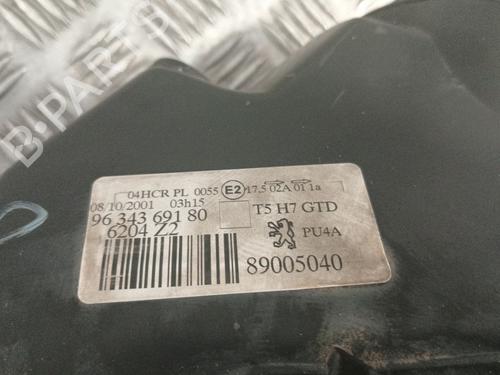 B-PARTS
04HCR PL 0055 E2 17,5 02A 01 1a
08/10/2001 03h15
96 343 691 80 T5 H7 GTD
6204 Z2 PU4A
89005040